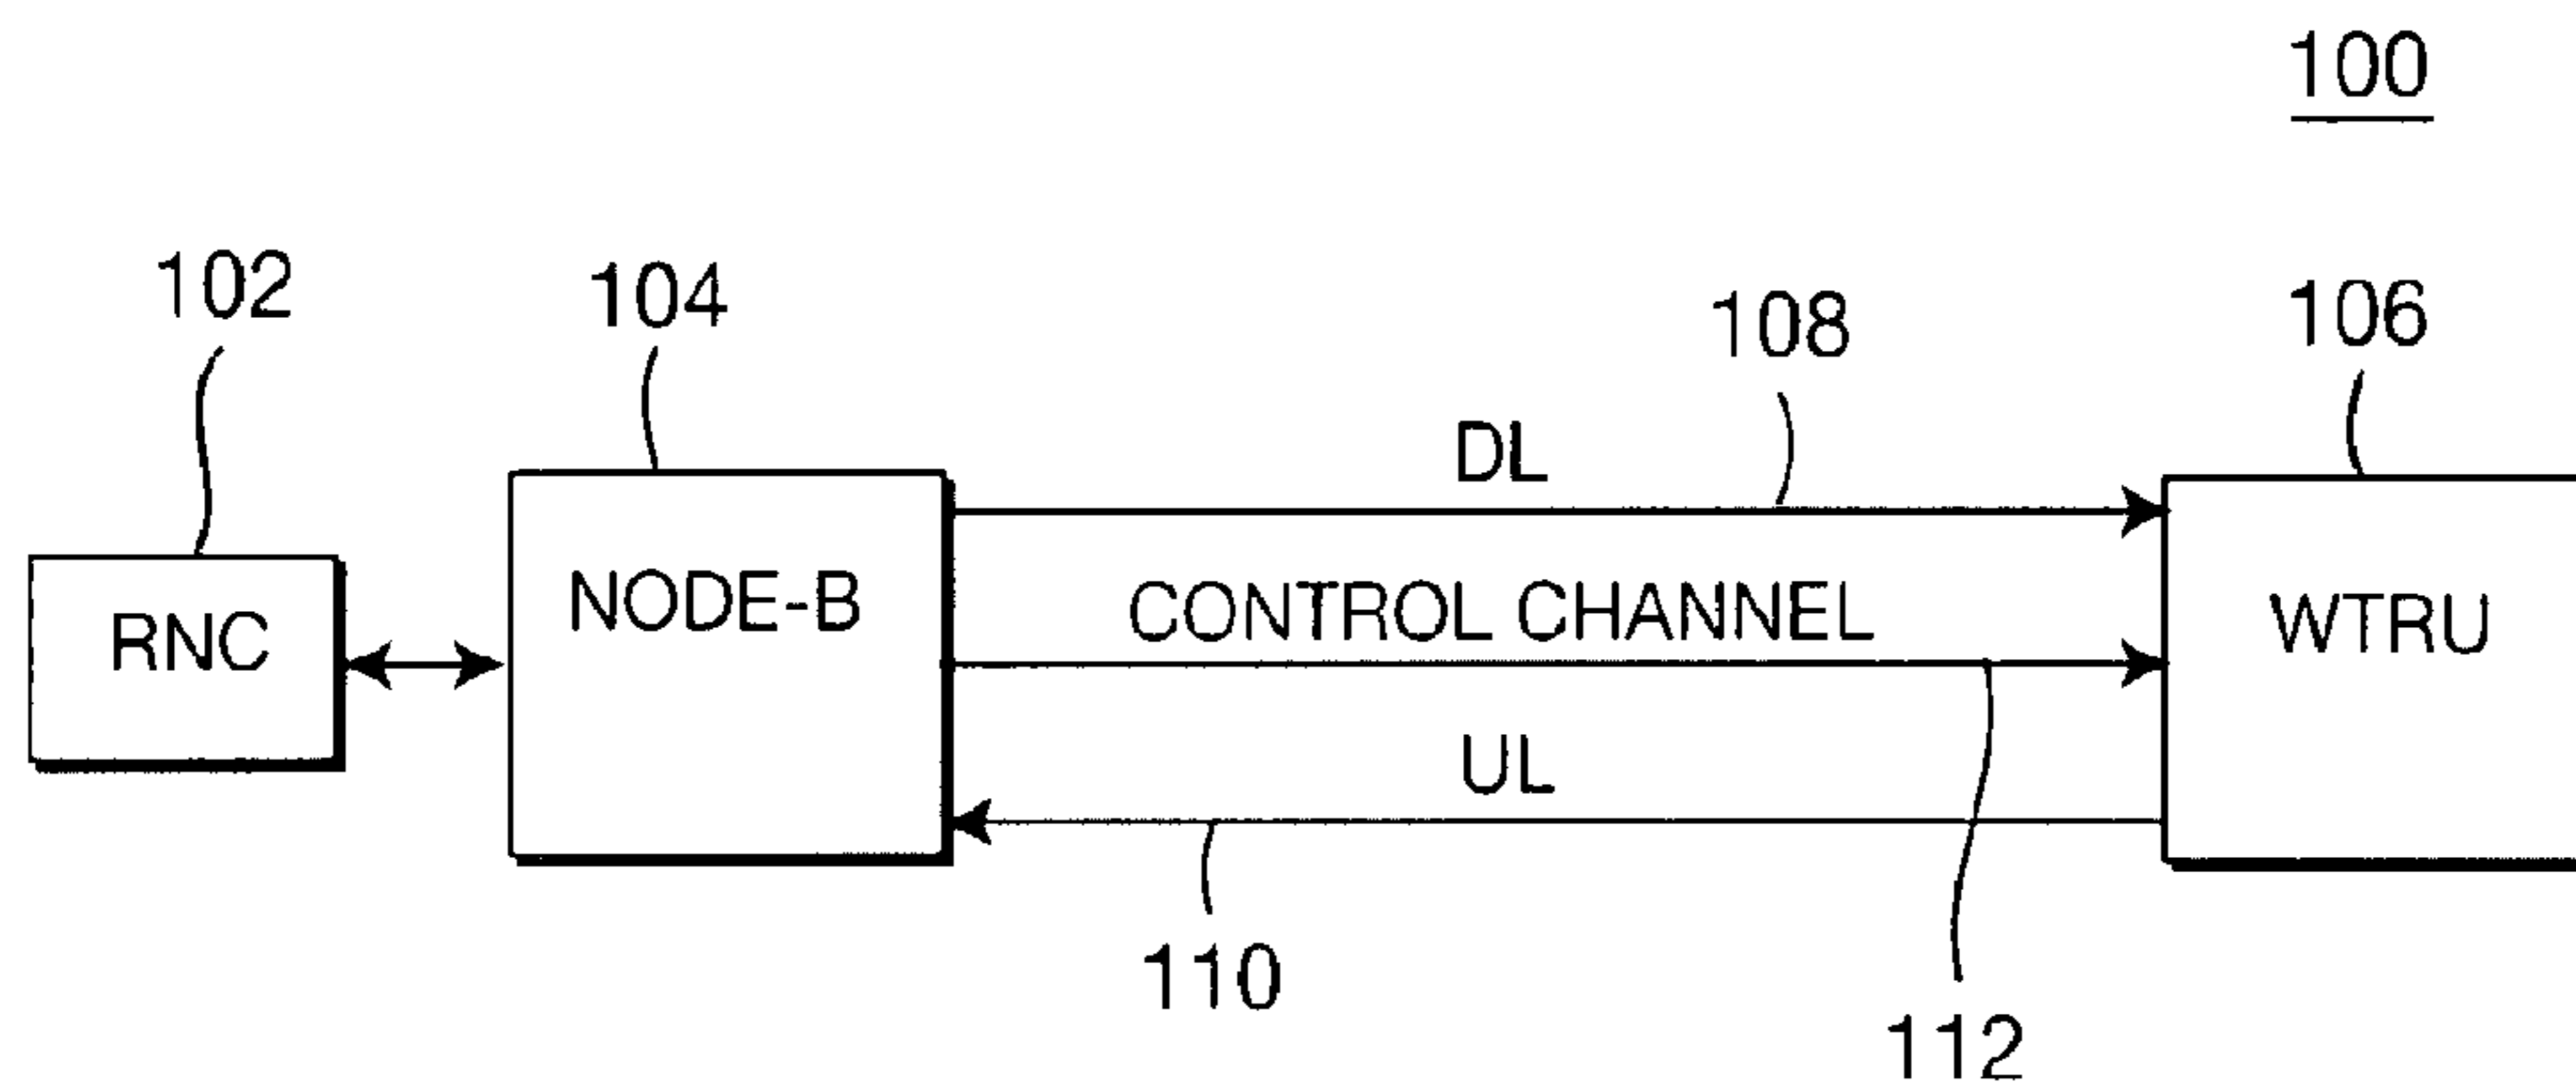 100
102
104
108
106
DL
RNC
NODE-B
CONTROL CHANNEL
WTRU
UL
110
112